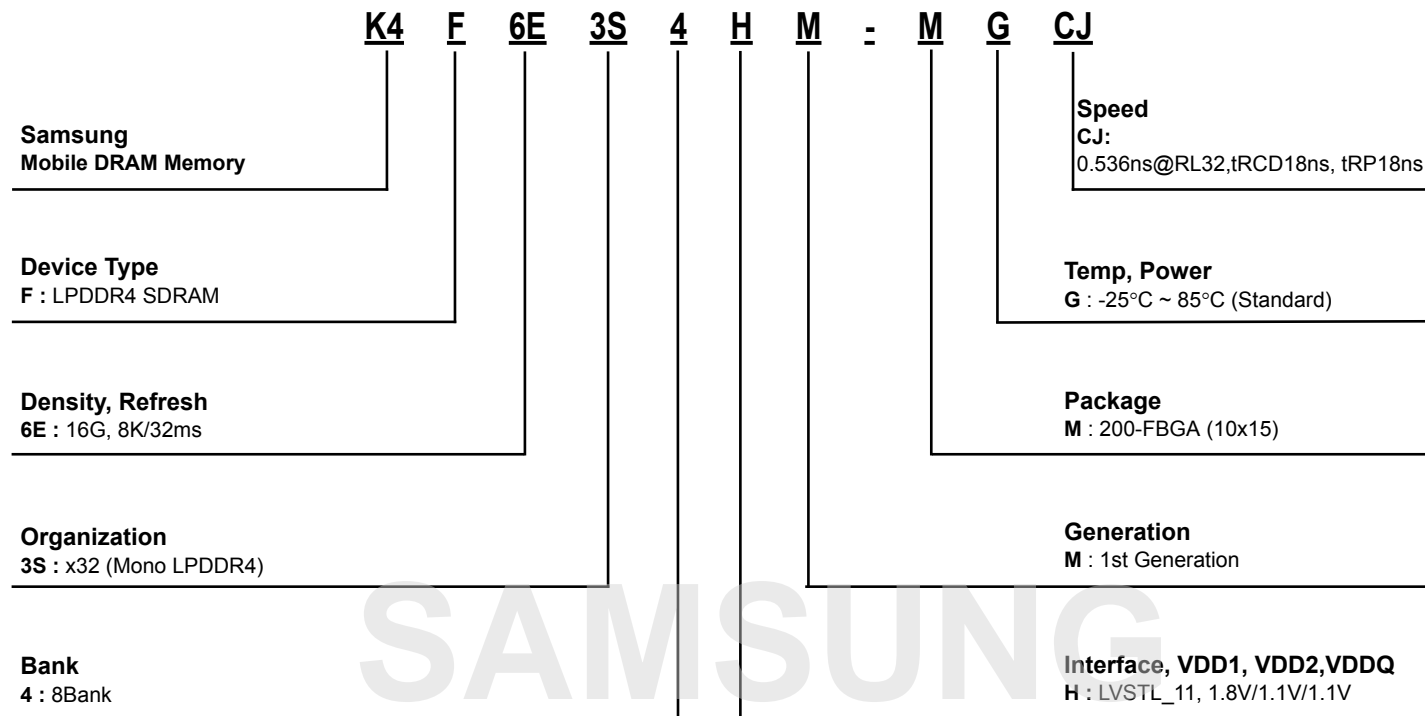 K4 F 6E 3S 4 H M - M G CJ
Samsung
Mobile DRAM Memory
Device Type
F : LPDDR4 SDRAM
Density, Refresh
6E : 16G, 8K/32ms
Organization
3S : x32 (Mono LPDDR4)
Bank
4 : 8Bank
Speed
CJ:
0.536ns@RL32,tRCD18ns, tRP18ns
Temp, Power
G : -25°C ~ 85°C (Standard)
Package
M : 200-FBGA (10x15)
Generation
M : 1st Generation
Interface, VDD1, VDD2,VDDQ
H : LVSTL_11, 1.8V/1.1V/1.1V
SAMSUNG